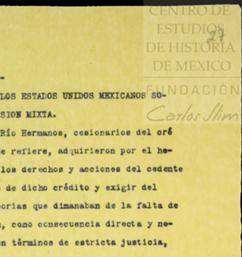 CENTRO DE
ESTUDIOS
DE HISTORIA
DE MEXICO
27
FUNDACIÓN
Carlos Slim
LOS ESTADOS UNIDOS MEXICANOS SO-
SION MIXTA.
Río Hermanos, cesionarios del cré
e refiere, adquirieron por el he-
los derechos y acciones del cedente
de dicho crédito y exigir del
orias que dimanaban de la falta de
, como consecuencia directa y ne-
en términos de estricta justicia,